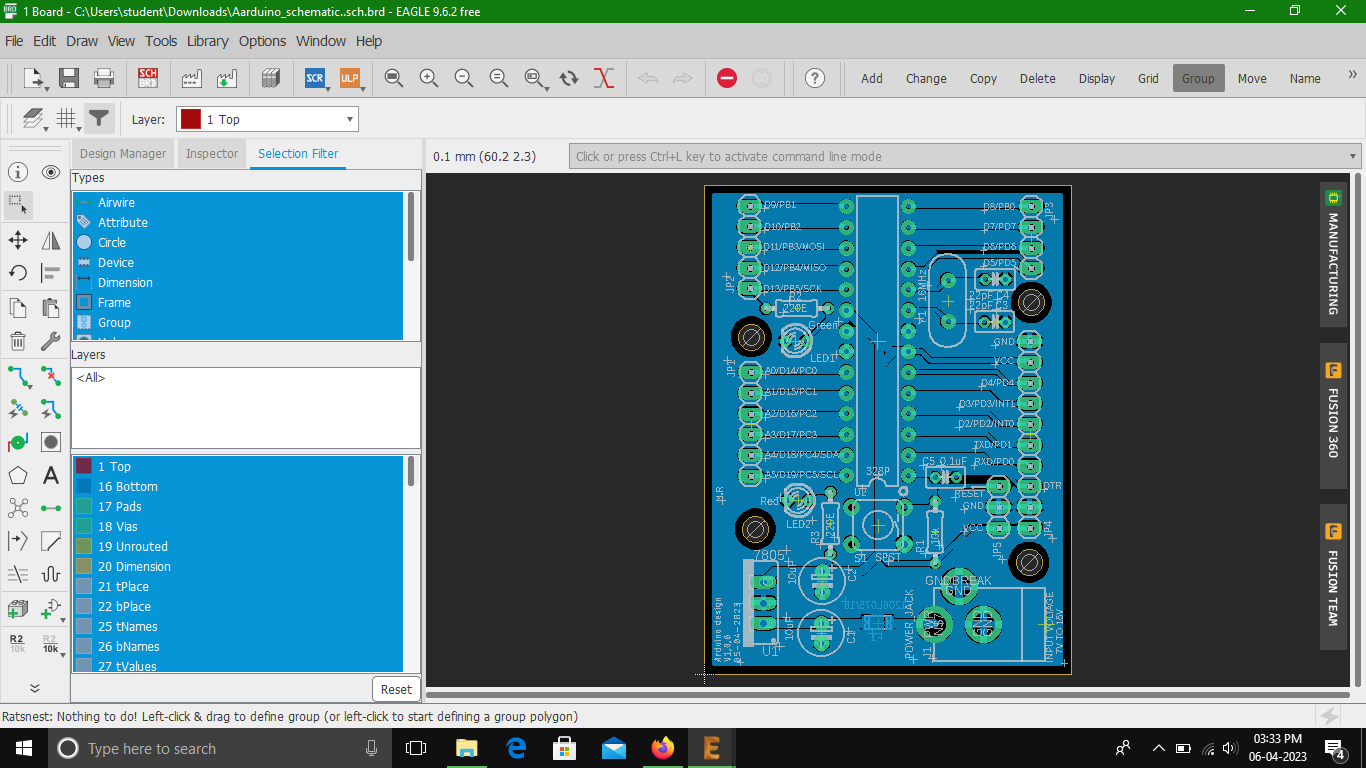 1 Board - C:\Users\student\Downloads\Aarduino_schematic..sch.brd - EAGLE 9.6.2 free
File Edit Draw View Tools Library Options Window Help
SCH BRD SCR ULP Add Change Copy Delete Display Grid Group Move Name »
Layer: 1 Top
Design Manager Inspector Selection Filter
0.1 mm (60.2 2.3) Click or press Ctrl+L key to activate command line mode
Types
Airwire
Attribute
Circle
Device
Dimension
Frame
Group
Layers
<All>
1 Top
16 Bottom
17 Pads
18 Vias
19 Unrouted
20 Dimension
21 tPlace
22 bPlace
25 tNames
26 bNames
27 tValues
Reset
R2 10k R2 10k
D9/PB1 D8/PB0 JP3
D10/PB2 D7/PD7
D11/PB3/MOSI D6/PD6
D12/PB4/MISO D5/PD5
JP2 D13/PB5/SCK
R2 220E Y1 16MHz 22pF C4
22pF C3
Green
LED1 GND
JP1 VCC
A0/D14/PC0 D4/PD4
A1/D15/PC1 D3/PD3/INT1
A2/D16/PC2 D2/PD2/INT0
A3/D17/PC3 TXD/PD1
A4/D18/PC4/SDA C5 0.1uF RXD/PD0
A5/D19/PC5/SCL 328P DTR
Red U2 RESET
LED2 GND
R3 220E VCC JP4
S1 SPST R1 10k JP5
7805 10uF C2 GNDBREAK
GND
Arduino design
V1.0.0
05-04-2023
U1 10uF C1 POWER JACK J1 PWR GND GND INPUT VOLTAGE
7V TO 16V
MANUFACTURING
FUSION 360
FUSION TEAM
Ratsnest: Nothing to do! Left-click & drag to define group (or left-click to start defining a group polygon)
Type here to search
03:33 PM
06-04-2023
4